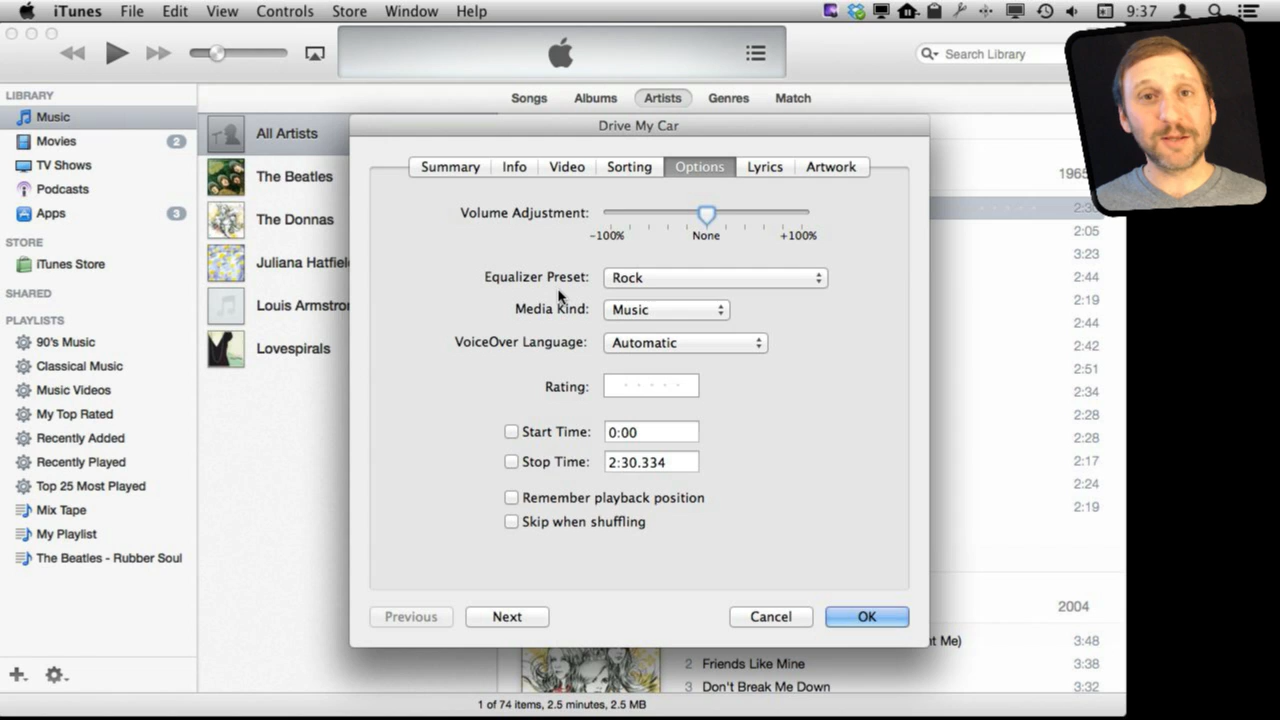 iTunes File Edit View Controls Store Window Help 9:37
Search Library
LIBRARY
Music
Movies 2
TV Shows
Podcasts
Apps 3
STORE
iTunes Store
SHARED
PLAYLISTS
90's Music
Classical Music
Music Videos
My Top Rated
Recently Added
Recently Played
Top 25 Most Played
Mix Tape
My Playlist
The Beatles - Rubber Soul
Songs Albums Artists Genres Match
All Artists
The Beatles
The Donnas
Juliana Hatfiel
Louis Armstror
Lovespirals
Drive My Car
Summary Info Video Sorting Options Lyrics Artwork
Volume Adjustment:
-100% None +100%
Equalizer Preset: Rock
Media Kind: Music
VoiceOver Language: Automatic
Rating:
Start Time: 0:00
Stop Time: 2:30.334
Remember playback position
Skip when shuffling
Previous Next Cancel OK
1965
2:05
3:23
2:44
2:19
2:44
2:42
2:51
2:34
2:28
2:28
2:17
2:24
2:19
2004
t Me) 3:48
2 Friends Like Mine 3:38
3 Don't Break Me Down 3:32
1 of 74 items, 2.5 minutes, 2.5 MB